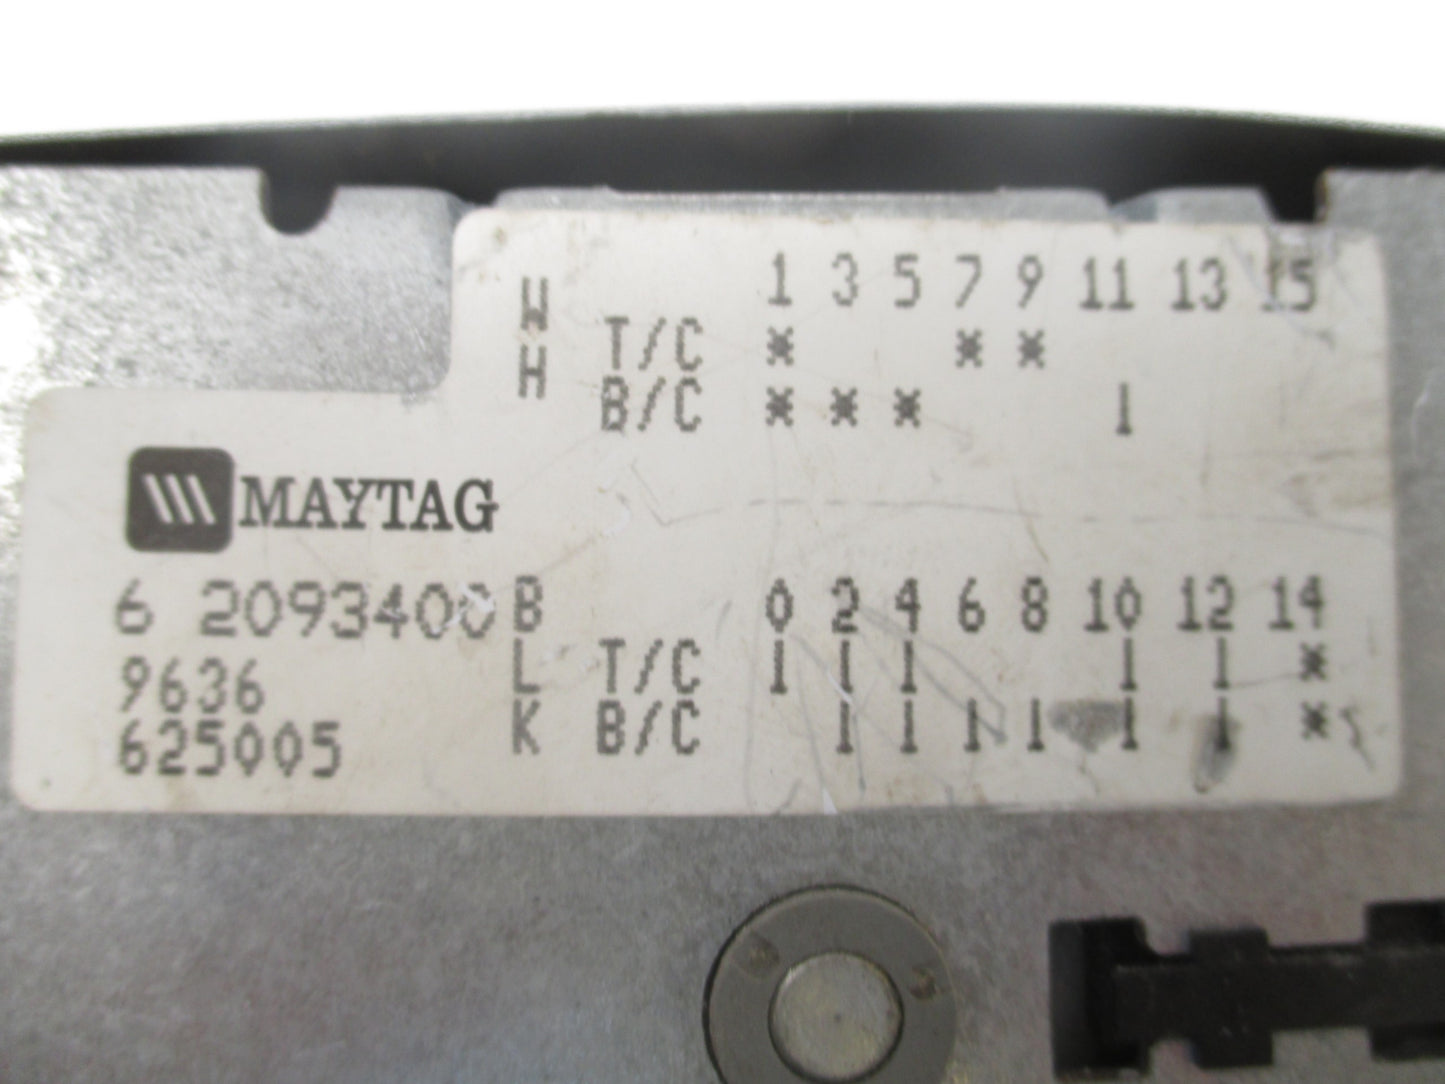 W 1 3 5 7 9 11 13 15
H T/C * * *
B/C * * * 1
MAYTAG
6 2093400
9636
625005
B 0 2 4 6 8 10 12 14
L T/C 1 1 1 1 1 *
K B/C 1 1 1 1 1 1 *